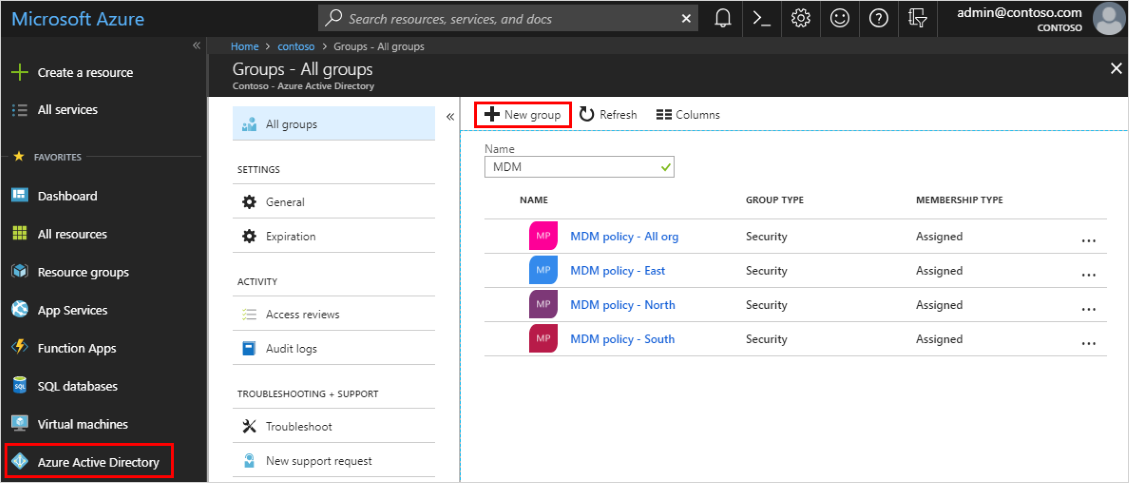 Microsoft Azure
Search resources, services, and docs
admin@contoso.com
CONTOSO
Home > contoso > Groups - All groups
Groups - All groups
Contoso - Azure Active Directory
Create a resource
All services
FAVORITES
Dashboard
All resources
Resource groups
App Services
Function Apps
SQL databases
Virtual machines
Azure Active Directory
All groups
SETTINGS
General
Expiration
ACTIVITY
Access reviews
Audit logs
TROUBLESHOOTING + SUPPORT
Troubleshoot
New support request
New group Refresh Columns
Name
MDM
NAME GROUP TYPE MEMBERSHIP TYPE
MP MDM policy - All org Security Assigned ...
MP MDM policy - East Security Assigned ...
MP MDM policy - North Security Assigned ...
MP MDM policy - South Security Assigned ...